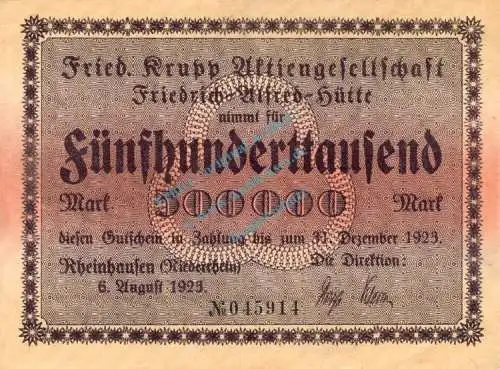 Fried. Krupp Aktiengesellschaft
Friedrich-Alfred-Hütte
nimmt für
Fünfhunderttausend
Mark 500000 Mark
diesen Gutschein in Zahlung bis zum 31. Dezember 1923.
Rheinhausen (Niederrhein) Die Direktion:
6. August 1923.
№ 045914